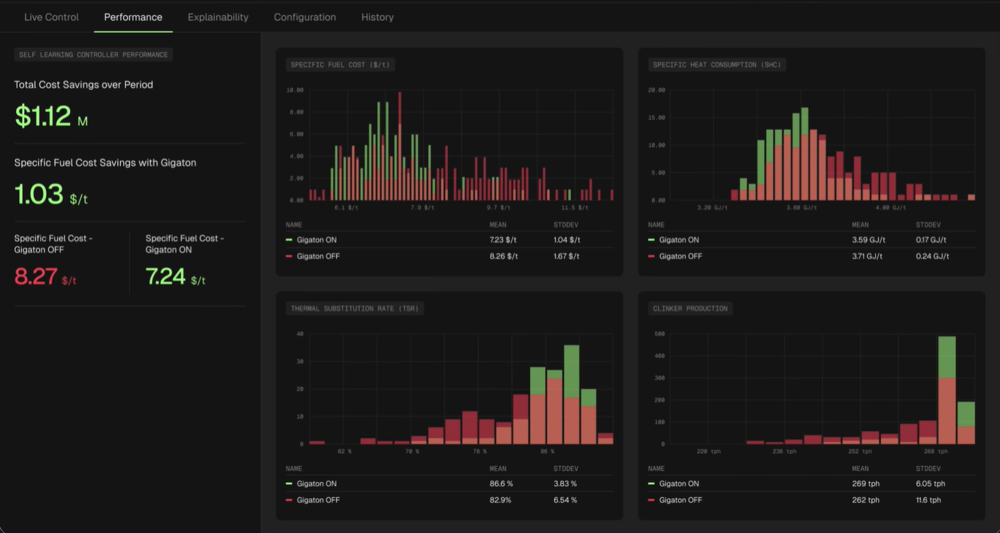 Live Control
Performance
Explainability
Configuration
History
SELF LEARNING CONTROLLER PERFORMANCE
Total Cost Savings over Period
$1.12 M
Specific Fuel Cost Savings with Gigaton
1.03 $/t
Specific Fuel Cost -
Gigaton OFF
8.27 $/t
Specific Fuel Cost -
Gigaton ON
7.24 $/t
SPECIFIC FUEL COST ($/t)
10.00
8.00
6.00
4.00
2.00
0.00
6.1 $/t 7.9 $/t 9.7 $/t 11.5 $/t
NAME MEAN STDDEV
Gigaton ON 7.23 $/t 1.04 $/t
Gigaton OFF 8.26 $/t 1.67 $/t
SPECIFIC HEAT CONSUMPTION (SHC)
20.00
15.00
10.00
5.00
0.00
3.20 GJ/t 3.60 GJ/t 4.00 GJ/t
NAME MEAN STDDEV
Gigaton ON 3.59 GJ/t 0.17 GJ/t
Gigaton OFF 3.71 GJ/t 0.24 GJ/t
THERMAL SUBSTITUTION RATE (TSR)
40
30
20
10
0
62 % 70 % 78 % 86 %
NAME MEAN STDDEV
Gigaton ON 86.6 % 3.83 %
Gigaton OFF 82.9% 6.54 %
CLINKER PRODUCTION
500
400
300
200
100
0
220 tph 236 tph 252 tph 268 tph
NAME MEAN STDDEV
Gigaton ON 269 tph 6.05 tph
Gigaton OFF 262 tph 11.6 tph